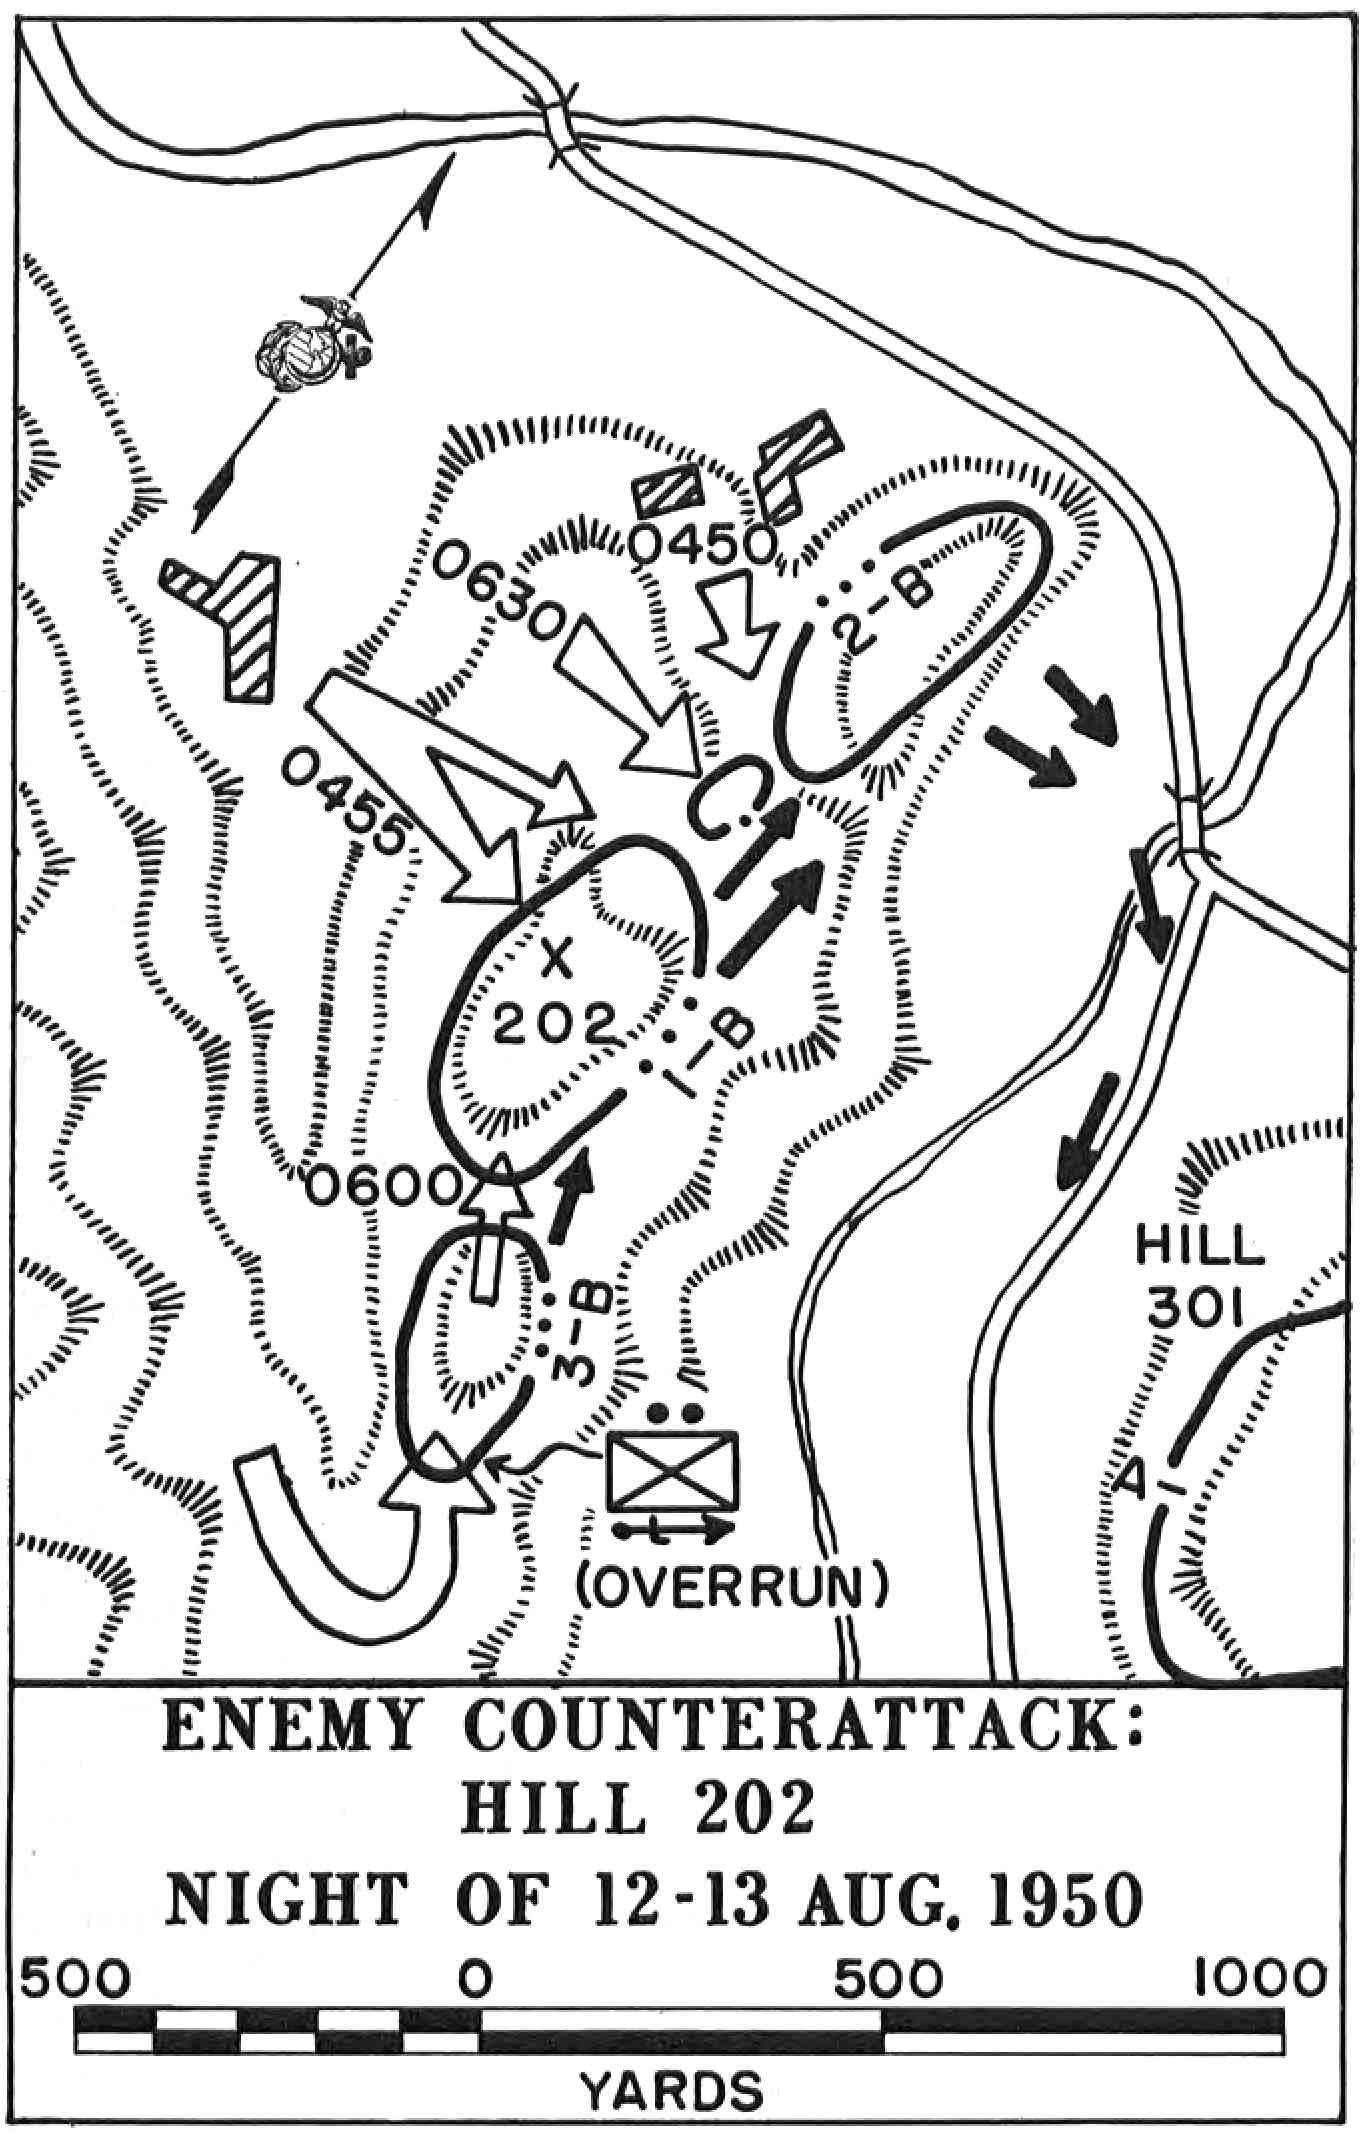 0450
0630
2-B
0455
C.
X
202
1-B
0600
HILL
301
3-B
A
t
(OVERRUN)
ENEMY COUNTERATTACK:
HILL 202
NIGHT OF 12-13 AUG. 1950
500 0 500 1000
YARDS